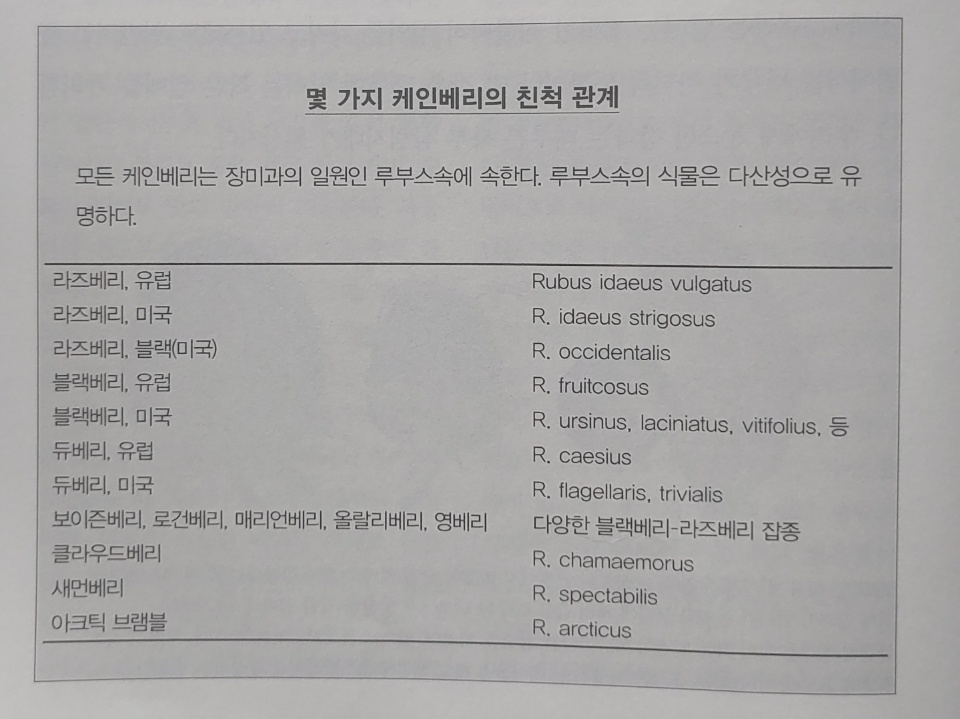 몇 가지 케인베리의 친척 관계
모든 케인베리는 장미과의 일원인 루부스속에 속한다. 루부스속의 식물은 다산성으로 유
명하다.
라즈베리, 유럽 Rubus idaeus vulgatus
라즈베리, 미국 R. idaeus strigosus
라즈베리, 블랙(미국) R. occidentalis
블랙베리, 유럽 R. fruitcosus
블랙베리, 미국 R. ursinus, laciniatus, vitifolius, 등
듀베리, 유럽 R. caesius
듀베리, 미국 R. flagellaris, trivialis
보이즌베리, 로건베리, 매리언베리, 올랄리베리, 영베리 다양한 블랙베리-라즈베리 잡종
클라우드베리 R. chamaemorus
새먼베리 R. spectabilis
아크틱 브램블 R. arcticus